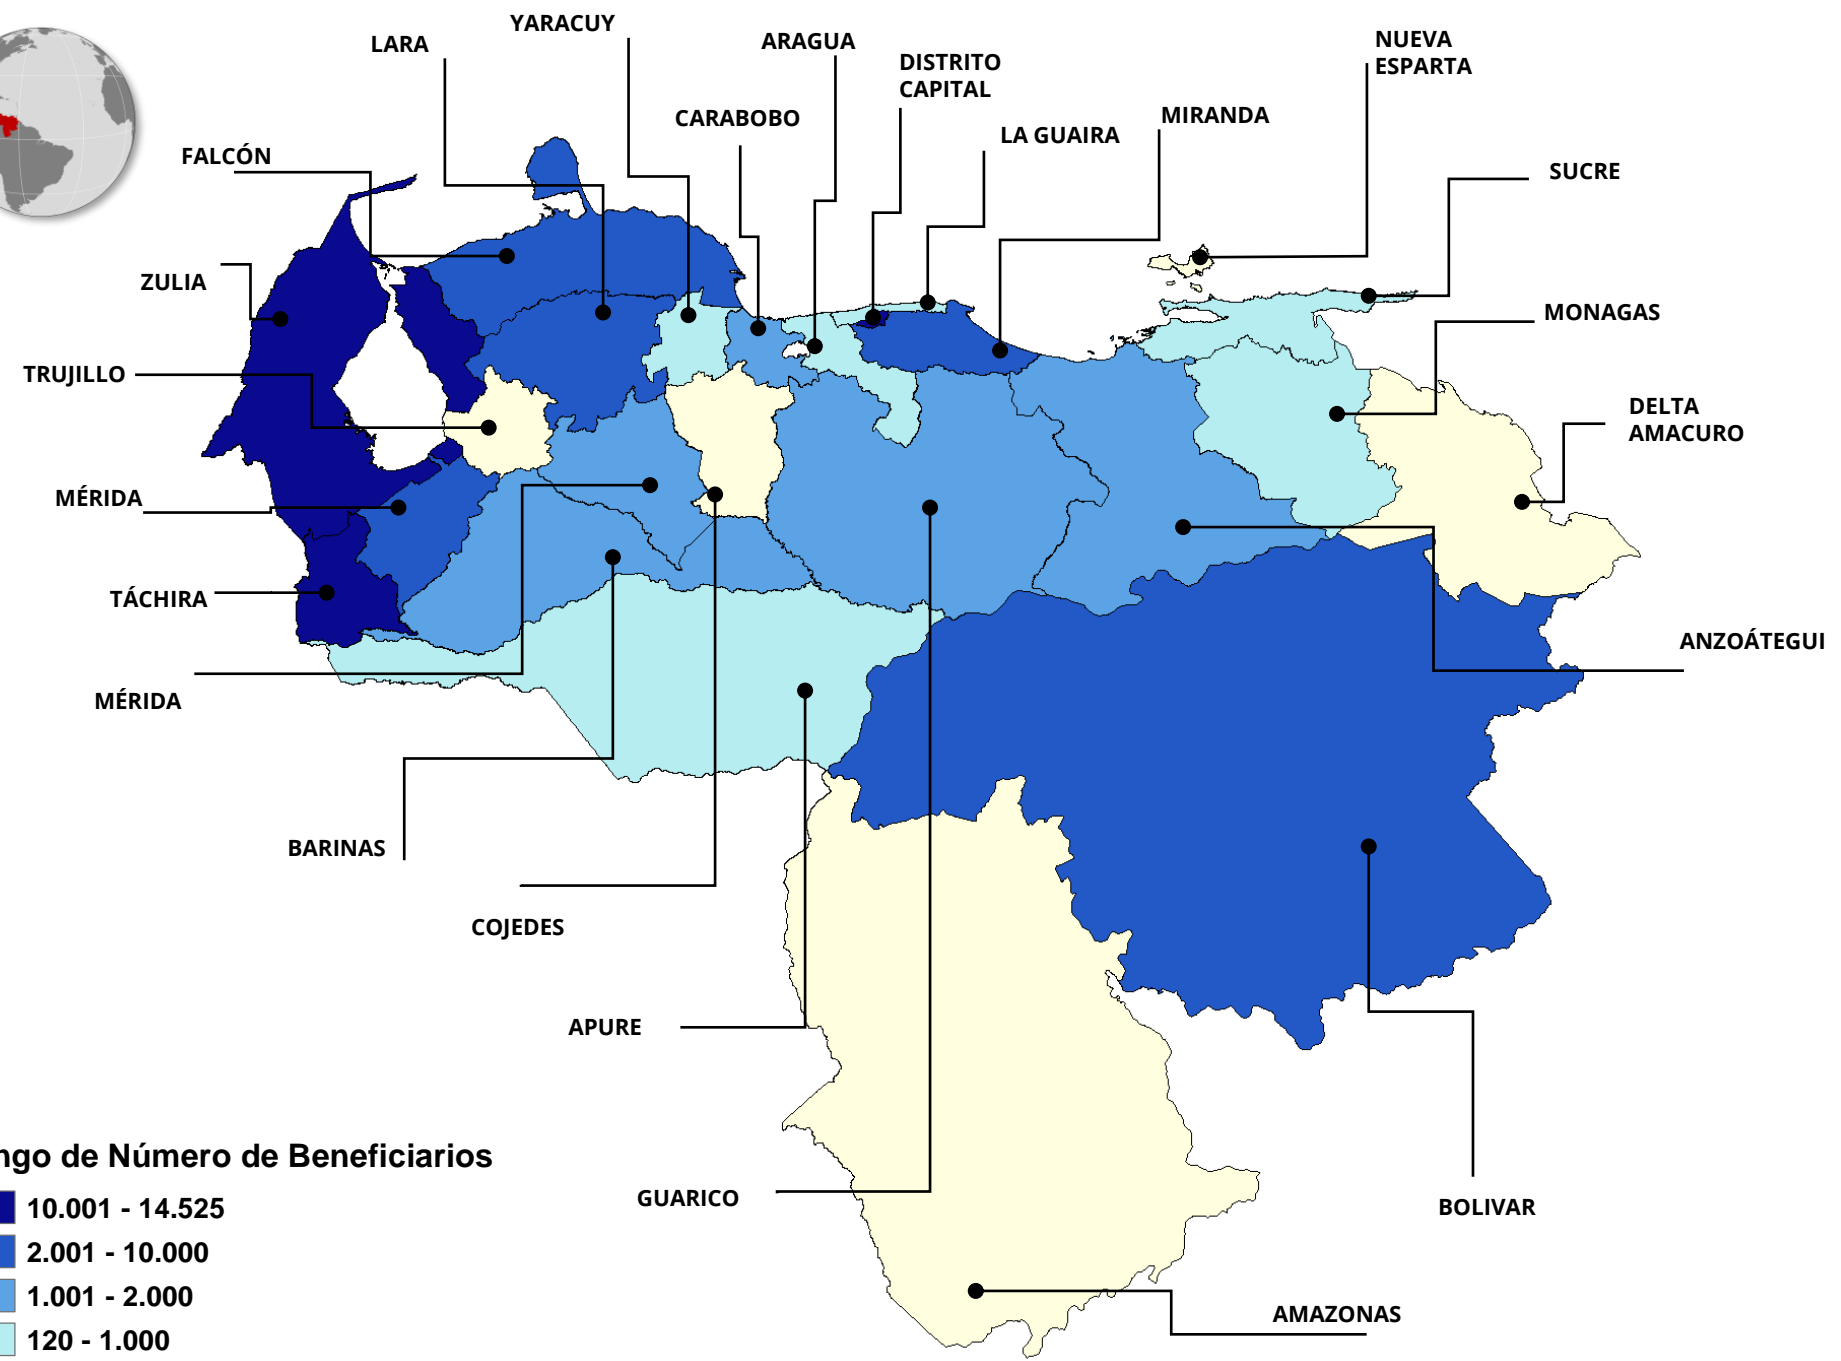 YARACUY
LARA
ARAGUA
NUEVA
ESPARTA
DISTRITO
CAPITAL
CARABOBO
MIRANDA
LA GUAIRA
FALCÓN
SUCRE
ZULIA
MONAGAS
TRUJILLO
DELTA
AMACURO
MÉRIDA
TÁCHIRA
ANZOÁTEGUI
MÉRIDA
BARINAS
COJEDES
APURE
GUARICO
BOLIVAR
AMAZONAS
ngo de Número de Beneficiarios
10.001 - 14.525
2.001 - 10.000
1.001 - 2.000
120 - 1.000